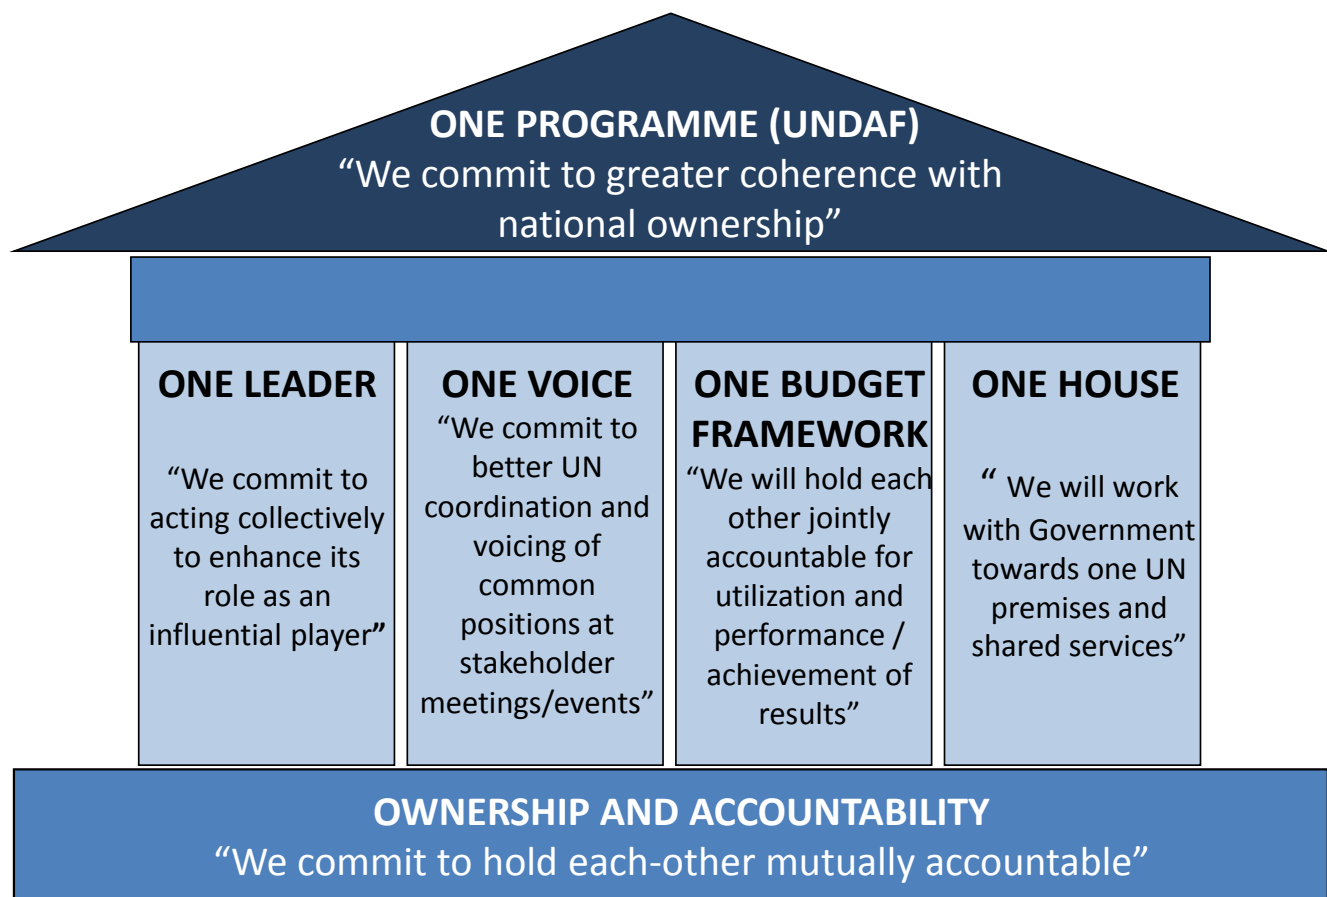 ONE PROGRAMME (UNDAF)
“We commit to greater coherence with
national ownership”
ONE LEADER
“We commit to
acting collectively
to enhance its
role as an
influential player”
ONE VOICE
“We commit to
better UN
coordination and
voicing of
common
positions at
stakeholder
meetings/events”
ONE BUDGET
FRAMEWORK
“We will hold each
other jointly
accountable for
utilization and
performance /
achievement of
results”
ONE HOUSE
“ We will work
with Government
towards one UN
premises and
shared services”
OWNERSHIP AND ACCOUNTABILITY
“We commit to hold each-other mutually accountable”